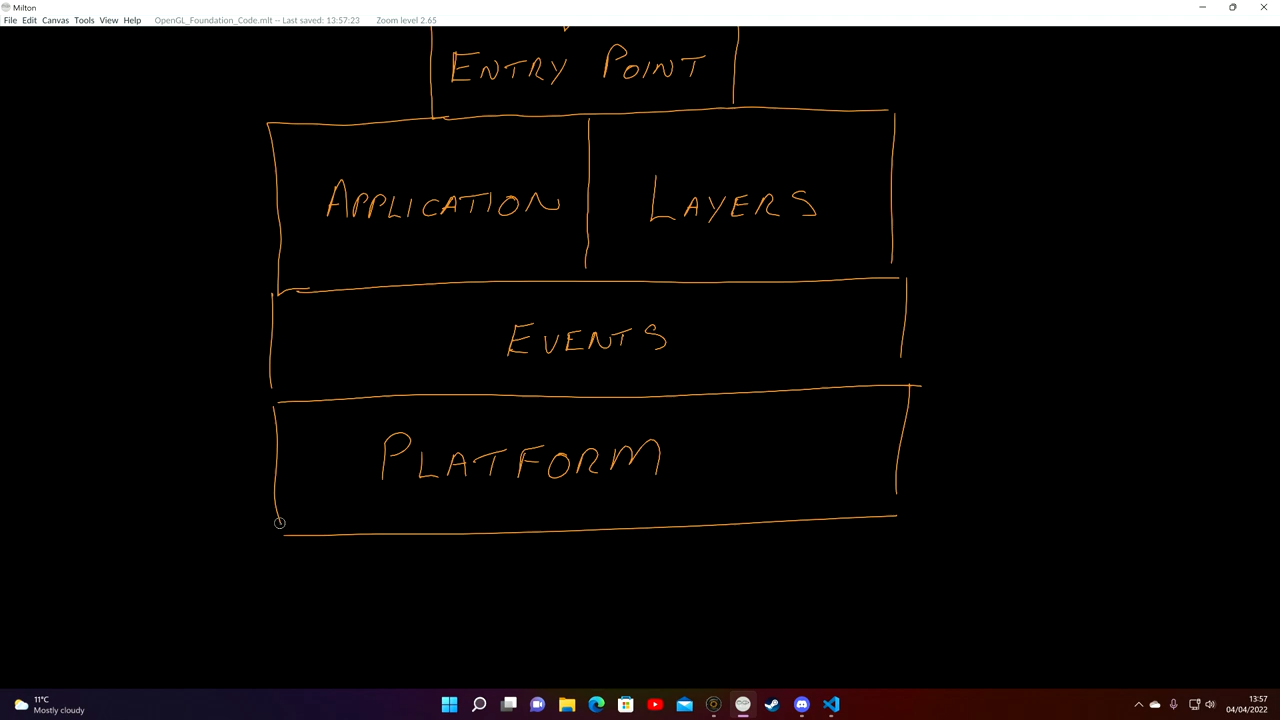 Milton
File Edit Canvas Tools View Help OpenGL_Foundation_Code.mlt -- Last saved: 13:57:23 Zoom level 2.65
ENTRY POINT
APPLICATION LAYERS
EVENTS
PLATFORM
11°C
Mostly cloudy
13:57
04/04/2022